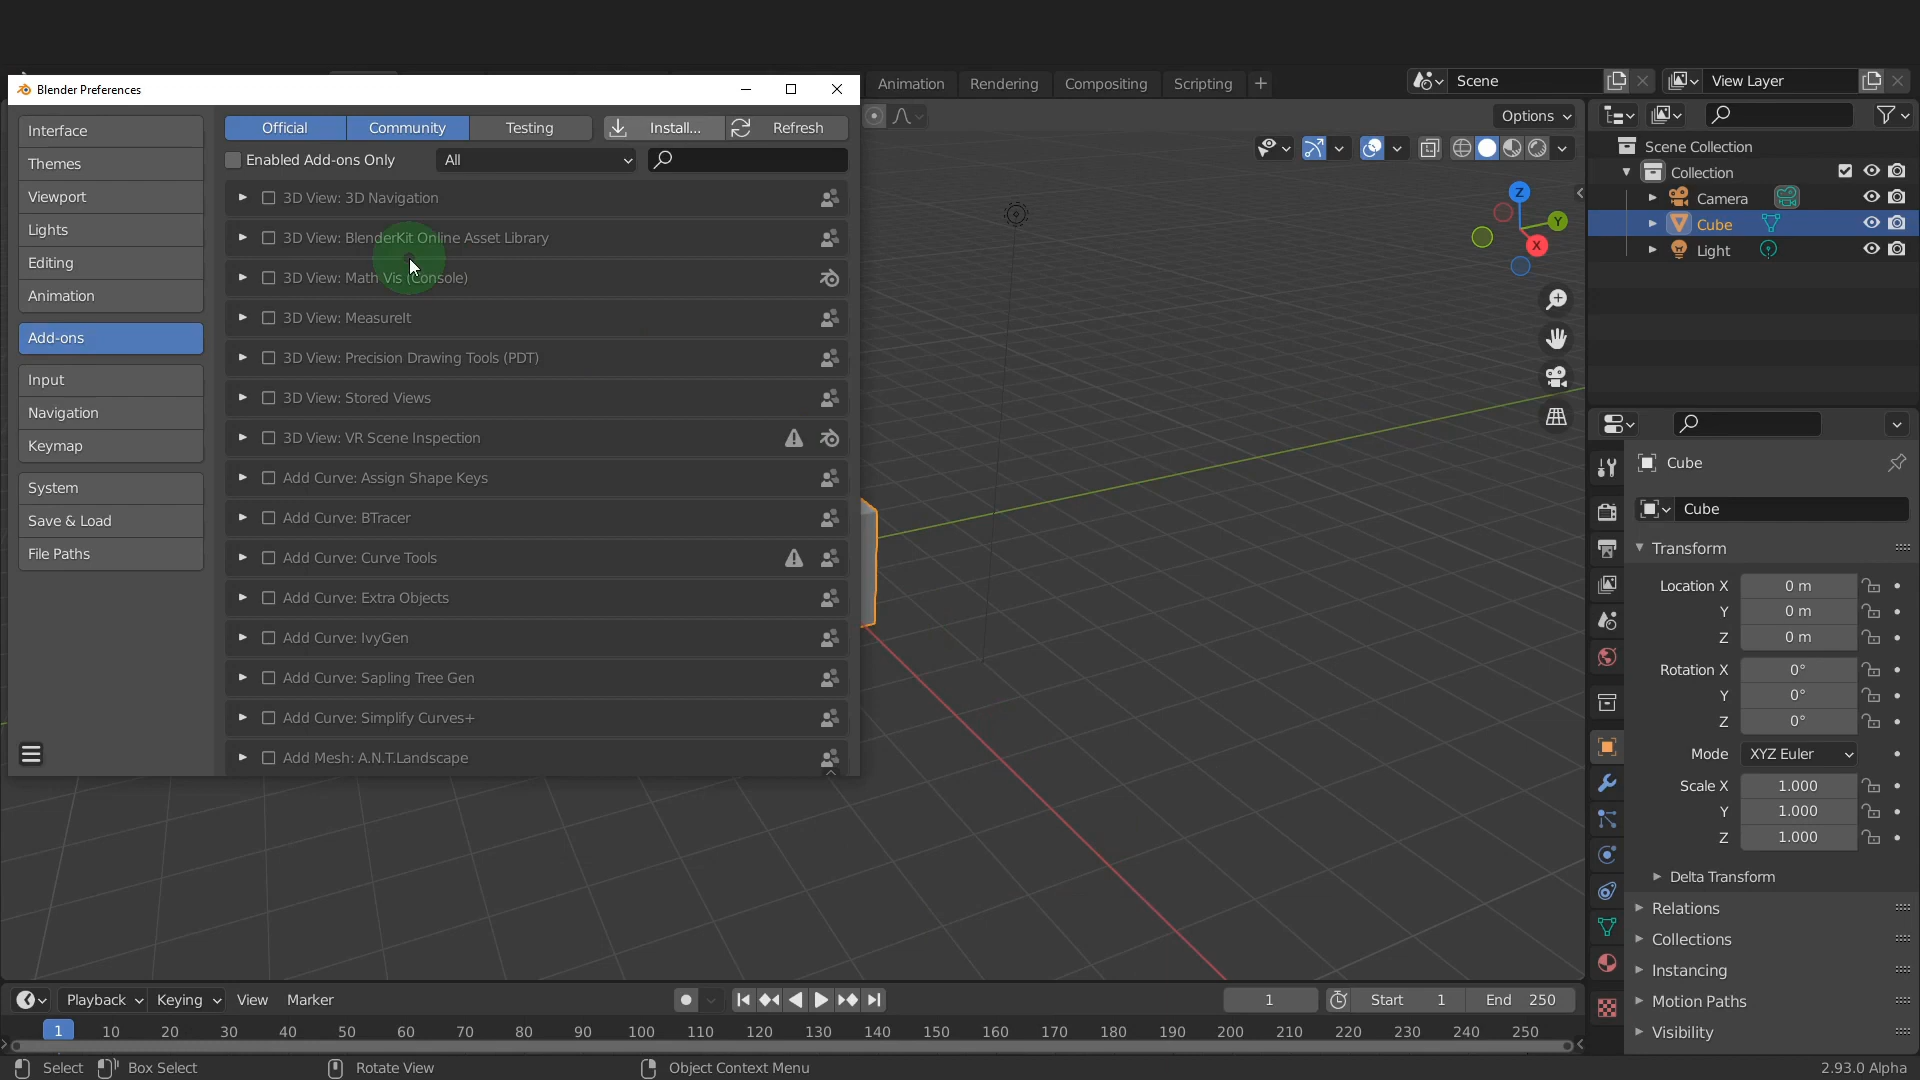 Blender Preferences
Animation
Rendering
Compositing
Scripting
Scene
View Layer
Interface
Themes
Viewport
Lights
Editing
Animation
Add-ons
Input
Navigation
Keymap
System
Save & Load
File Paths
Official
Community
Testing
Install...
Refresh
Enabled Add-ons Only
All
3D View: 3D Navigation
3D View: BlenderKit Online Asset Library
3D View: Math Vis (Console)
3D View: MeasureIt
3D View: Precision Drawing Tools (PDT)
3D View: Stored Views
3D View: VR Scene Inspection
Add Curve: Assign Shape Keys
Add Curve: BTracer
Add Curve: Curve Tools
Add Curve: Extra Objects
Add Curve: IvyGen
Add Curve: Sapling Tree Gen
Add Curve: Simplify Curves+
Add Mesh: A.N.T.Landscape
Options
Z
Y
X
Scene Collection
Collection
Camera
Cube
Light
Cube
Cube
Transform
Location X 0 m
Y 0 m
Z 0 m
Rotation X 0°
Y 0°
Z 0°
Mode XYZ Euler
Scale X 1.000
Y 1.000
Z 1.000
Delta Transform
Relations
Collections
Instancing
Motion Paths
Visibility
Playback
Keying
View
Marker
1
Start 1
End 250
1 10 20 30 40 50 60 70 80 90 100 110 120 130 140 150 160 170 180 190 200 210 220 230 240 250
Select
Box Select
Rotate View
Object Context Menu
2.93.0 Alpha